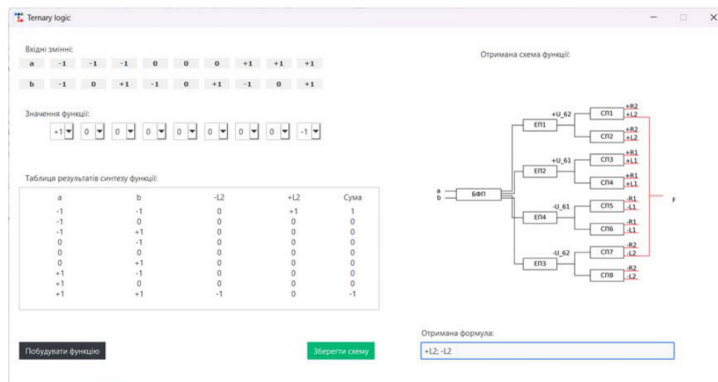 Ternary logic
Вхідні змінні:
a -1 -1 -1 0 0 0 +1 +1 +1
b -1 0 +1 -1 0 +1 -1 0 +1
Значення функції:
+1 0 0 0 0 0 0 0 -1
Таблиця результатів синтезу функції:
a b -L2 +L2 Сума
-1 -1 0 +1 1
-1 0 0 0 0
-1 +1 0 0 0
0 -1 0 0 0
0 0 0 0 0
0 +1 0 0 0
+1 -1 0 0 0
+1 0 0 0 0
+1 +1 -1 0 -1
Побудувати функцію
Зберегти схему
Отримана схема функції:
a
b
БФП
ЕП1
ЕП2
ЕП4
ЕП3
+U_62
+U_61
-U_61
-U_62
СП1 +R2 +L2
СП2 +R2 +L2
СП3 +R1 +L1
СП4 +R1 +L1
СП5 -R1 -L1
СП6 -R1 -L1
СП7 -R2 -L2
СП8 -R2 -L2
F
Отримана формула:
+L2; -L2